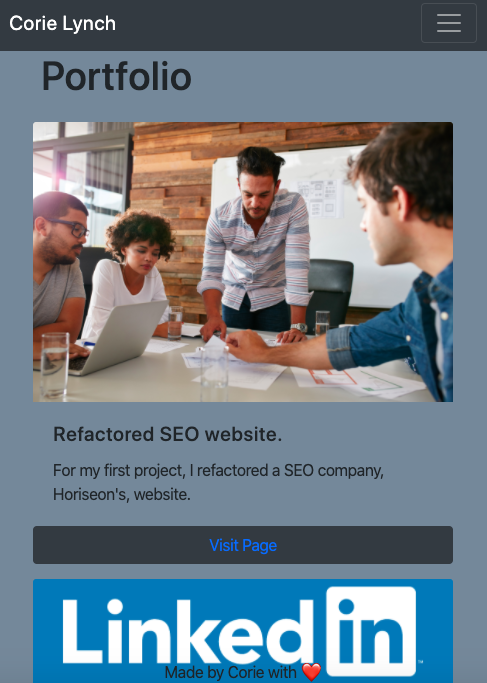 Corie Lynch
Portfolio
Refactored SEO website.
For my first project, I refactored a SEO company,
Horiseon's, website.
Visit Page
Linked in
Made by Corie with ❤️